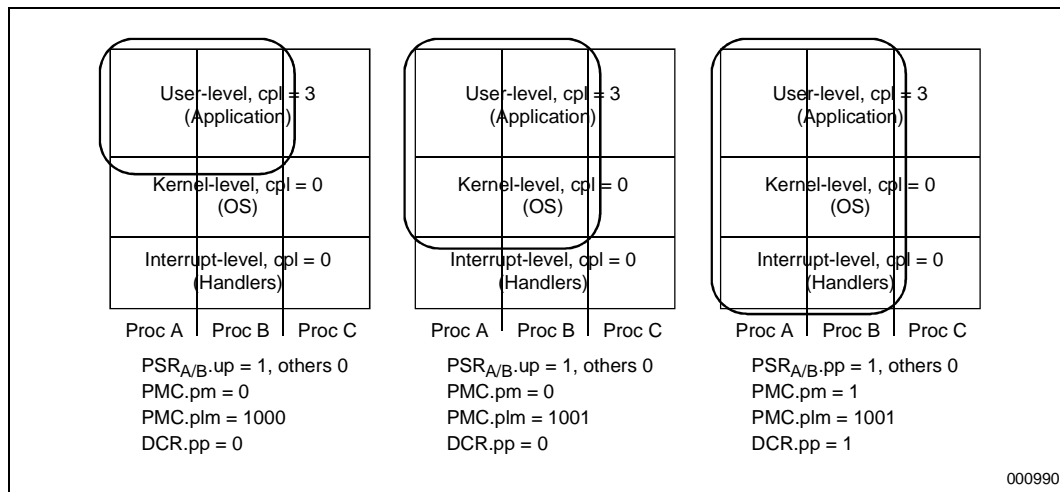 User-level, cpl = 3
(Application)
Kernel-level, cpl = 0
(OS)
Interrupt-level, cpl = 0
(Handlers)
Proc A Proc B Proc C
PSRA/B.up = 1, others 0
PMC.pm = 0
PMC.plm = 1000
DCR.pp = 0
User-level, cpl = 3
(Application)
Kernel-level, cpl = 0
(OS)
Interrupt-level, cpl = 0
(Handlers)
Proc A Proc B Proc C
PSRA/B.up = 1, others 0
PMC.pm = 0
PMC.plm = 1001
DCR.pp = 0
User-level, cpl = 3
(Application)
Kernel-level, cpl = 0
(OS)
Interrupt-level, cpl = 0
(Handlers)
Proc A Proc B Proc C
PSRA/B.pp = 1, others 0
PMC.pm = 1
PMC.plm = 1001
DCR.pp = 1
000990